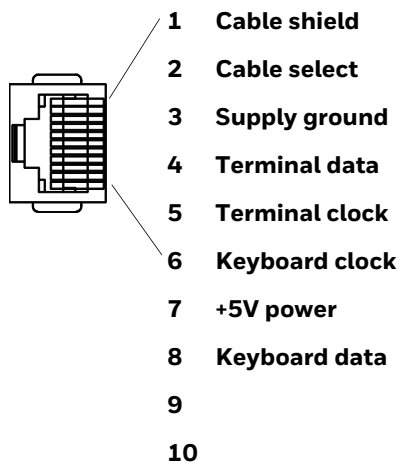 1 Cable shield
2 Cable select
3 Supply ground
4 Terminal data
5 Terminal clock
6 Keyboard clock
7 +5V power
8 Keyboard data
9
10